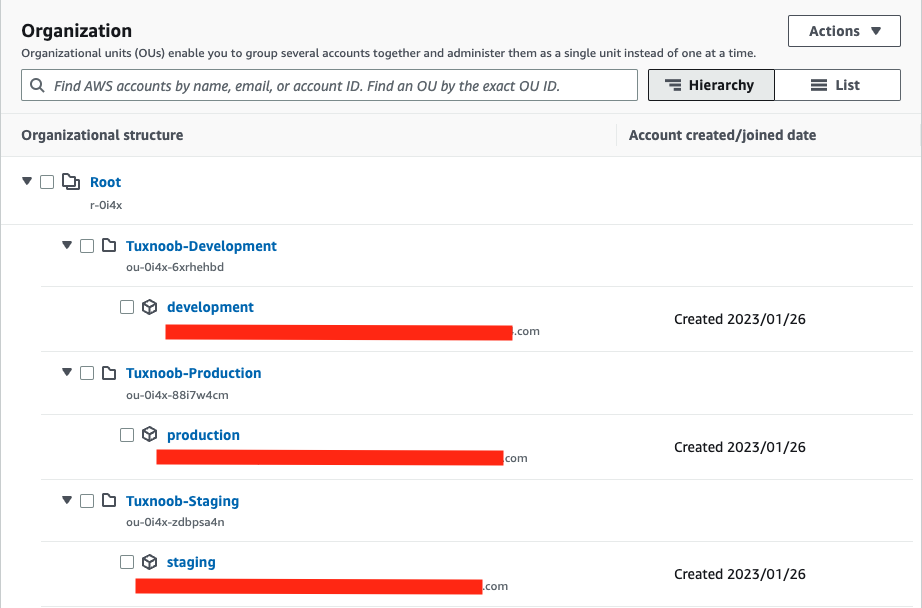 Organization
Actions
Organizational units (OUs) enable you to group several accounts together and administer them as a single unit instead of one at a time.
Find AWS accounts by name, email, or account ID. Find an OU by the exact OU ID.
Hierarchy
List
Organizational structure
Account created/joined date
Root
r-0i4x
Tuxnoob-Development
ou-0i4x-6xrhehbd
development
.com
Created 2023/01/26
Tuxnoob-Production
ou-0i4x-88i7w4cm
production
com
Created 2023/01/26
Tuxnoob-Staging
ou-0i4x-zdbpsa4n
staging
.com
Created 2023/01/26